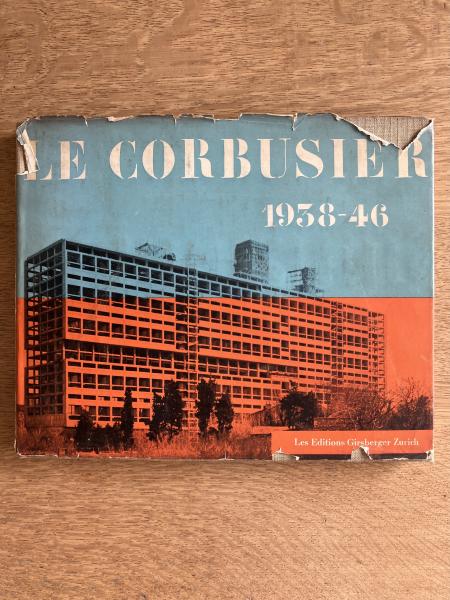 LE CORBUSIER
1938-46
Les Editions Girsberger Zurich